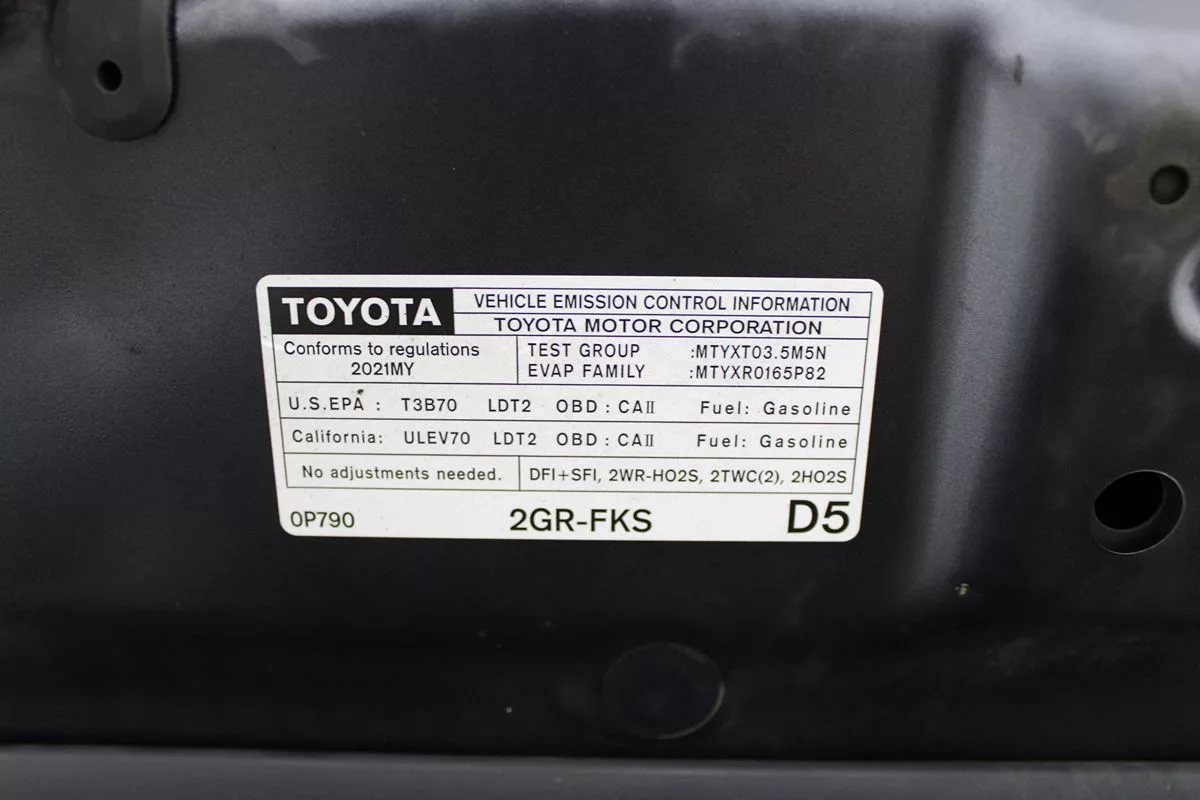 TOYOTA
VEHICLE EMISSION CONTROL INFORMATION
TOYOTA MOTOR CORPORATION
Conforms to regulations
2021MY
TEST GROUP :MTYXT03.5M5N
EVAP FAMILY :MTYXR0165P82
U.S.EPA : T3B70 LDT2 OBD : CAII Fuel: Gasoline
California: ULEV70 LDT2 OBD : CAII Fuel: Gasoline
No adjustments needed.
DFI+SFI, 2WR-HO2S, 2TWC(2), 2HO2S
0P790 2GR-FKS D5